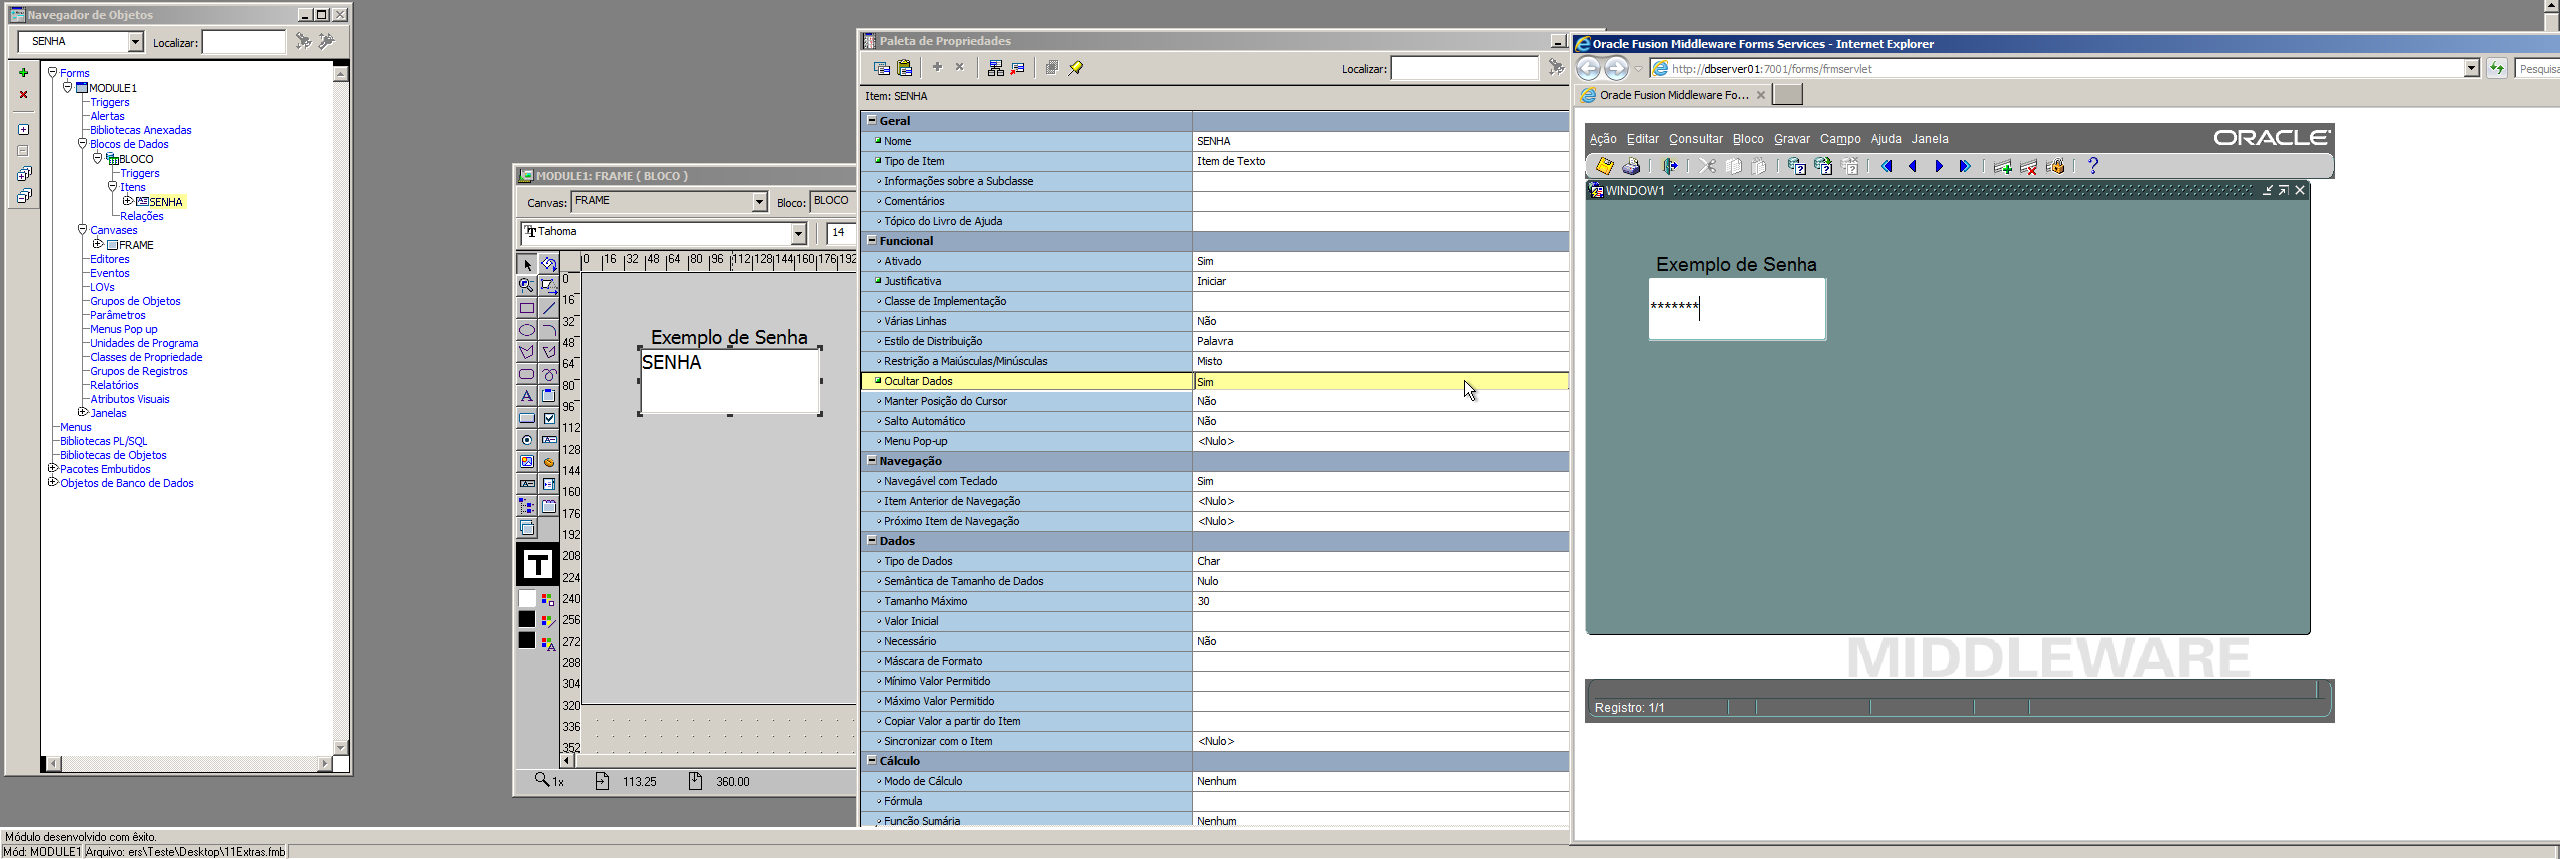 Navegador de Objetos
SENHA
Localizar:
Forms
MODULE1
Triggers
Alertas
Bibliotecas Anexadas
Blocos de Dados
BLOCO
Triggers
Itens
SENHA
Relações
Canvases
FRAME
Editores
Eventos
LOVs
Grupos de Objetos
Parâmetros
Menus Pop up
Unidades de Programa
Classes de Propriedade
Grupos de Registros
Relatórios
Atributos Visuais
Janelas
Menus
Bibliotecas PL/SQL
Bibliotecas de Objetos
Pacotes Embutidos
Objetos de Banco de Dados
MODULE1: FRAME ( BLOCO )
Canvas: FRAME Bloco: BLOCO
Tahoma 14
0 16 32 48 64 80 96 112 128 144 160 176 192
0
16
32
48
64
80
96
112
128
144
160
176
192
208
224
240
256
272
288
304
320
336
352
Exemplo de Senha
SENHA
1x 113.25 360.00
Paleta de Propriedades
Localizar:
Item: SENHA
Geral
Nome SENHA
Tipo de Item Item de Texto
Informações sobre a Subclasse
Comentários
Tópico do Livro de Ajuda
Funcional
Ativado Sim
Justificativa Iniciar
Classe de Implementação
Várias Linhas Não
Estilo de Distribuição Palavra
Restrição a Maiúsculas/Minúsculas Misto
Ocultar Dados Sim
Manter Posição do Cursor Não
Salto Automático Não
Menu Pop-up <Nulo>
Navegação
Navegável com Teclado Sim
Item Anterior de Navegação <Nulo>
Próximo Item de Navegação <Nulo>
Dados
Tipo de Dados Char
Semântica de Tamanho de Dados Nulo
Tamanho Máximo 30
Valor Inicial
Necessário Não
Máscara de Formato
Mínimo Valor Permitido
Máximo Valor Permitido
Copiar Valor a partir do Item
Sincronizar com o Item <Nulo>
Cálculo
Modo de Cálculo Nenhum
Fórmula
Função Sumária Nenhum
Oracle Fusion Middleware Forms Services - Internet Explorer
http://dbserver01:7001/forms/frmservlet
Pesquisa
Oracle Fusion Middleware Fo...
Ação Editar Consultar Bloco Gravar Campo Ajuda Janela
ORACLE
WINDOW1
Exemplo de Senha
*******
MIDDLEWARE
Registro: 1/1
Módulo desenvolvido com êxito.
Mód: MODULE1 Arquivo: ers\Teste\Desktop\11Extras.fmb